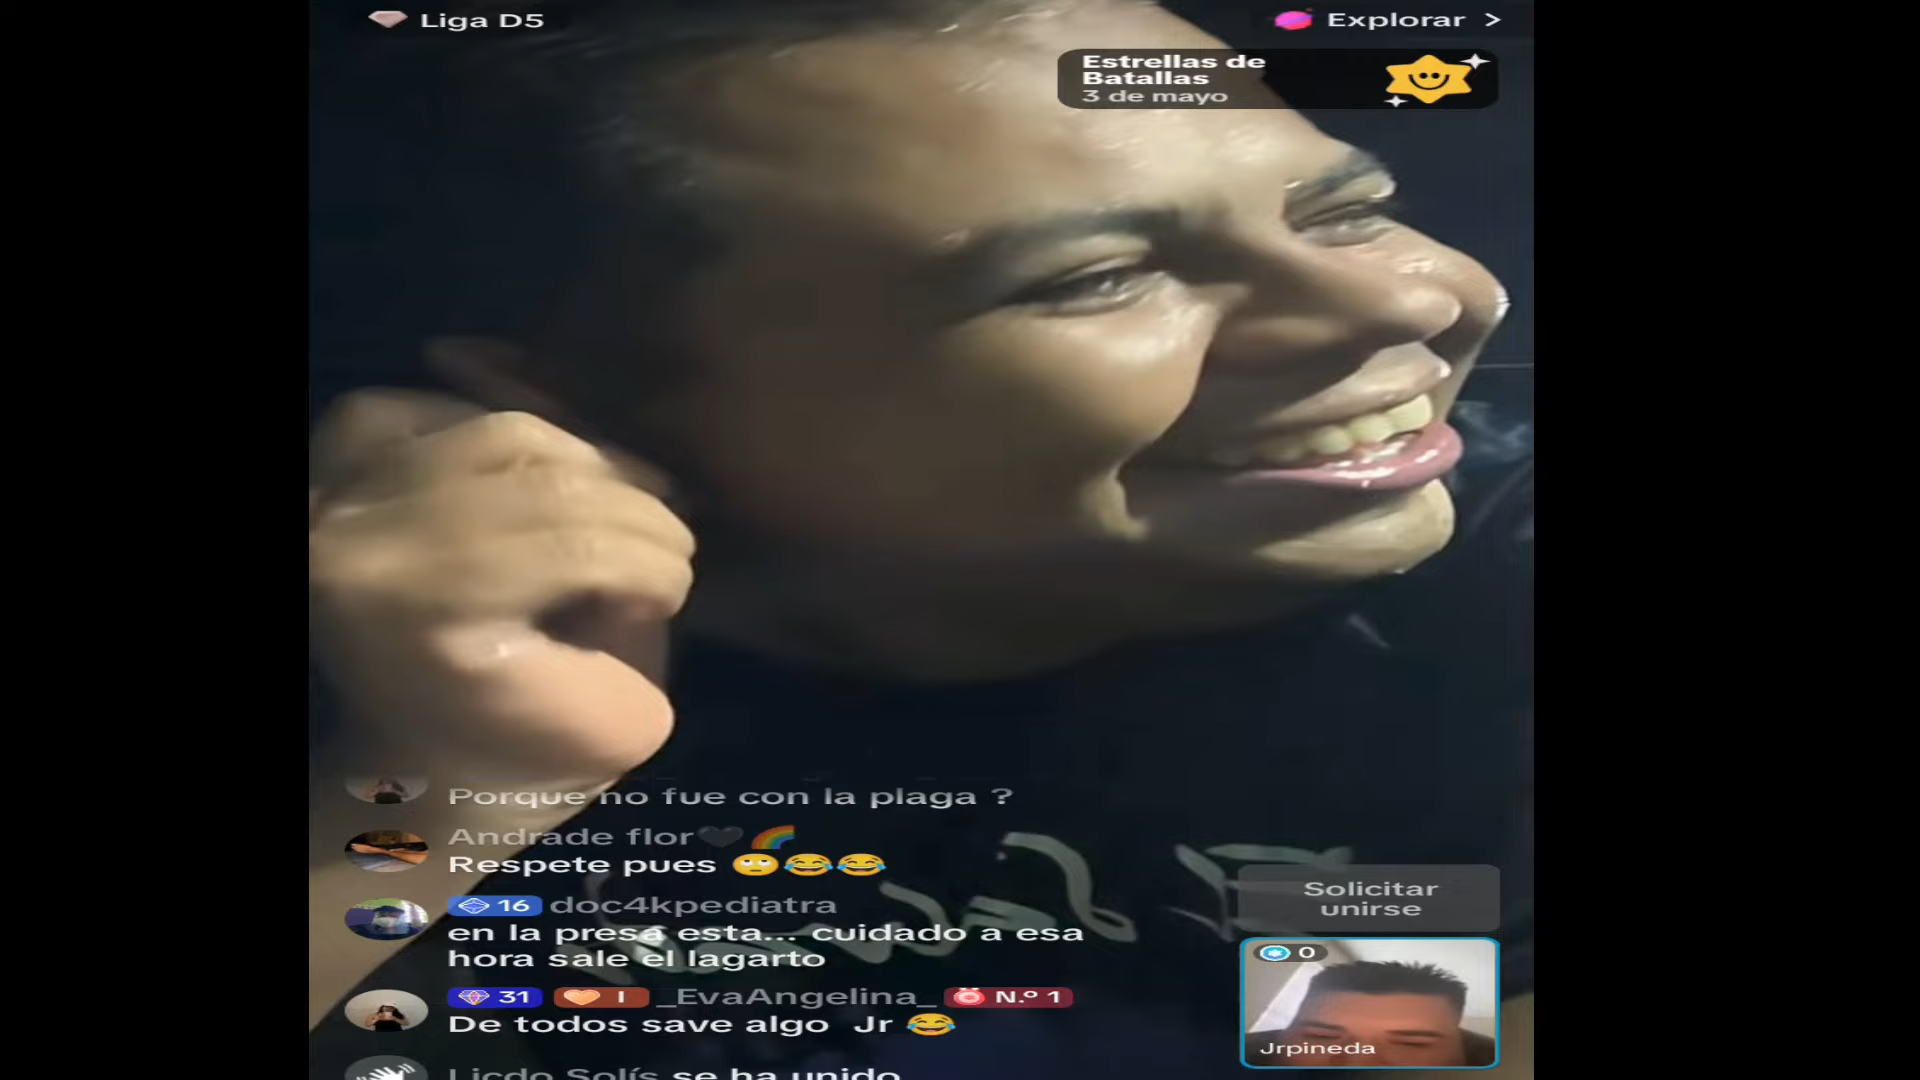 Liga D5
Explorar >
Estrellas de
Batallas
3 de mayo
Porque no fue con la plaga ?
Andrade flor🖤🌈
Respete pues 🙄😂😂
16 doc4kpediatra
en la presa esta... cuidado a esa
hora sale el lagarto
31 I _EvaAngelina_ N.º 1
De todos save algo Jr 😂
Licdo Solís se ha unido
Solicitar
unirse
0
Jrpineda